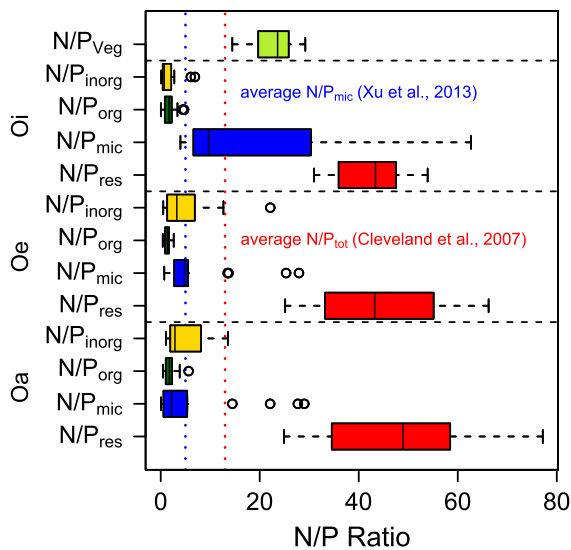 N/PVeg
N/Pinorg
average N/Pmic (Xu et al., 2013)
N/Porg
Oi
N/Pmic
N/Pres
N/Pinorg
average N/Ptot (Cleveland et al., 2007)
N/Porg
Oe
N/Pmic
N/Pres
N/Pinorg
N/Porg
Oa
N/Pmic
N/Pres
0 20 40 60 80
N/P Ratio